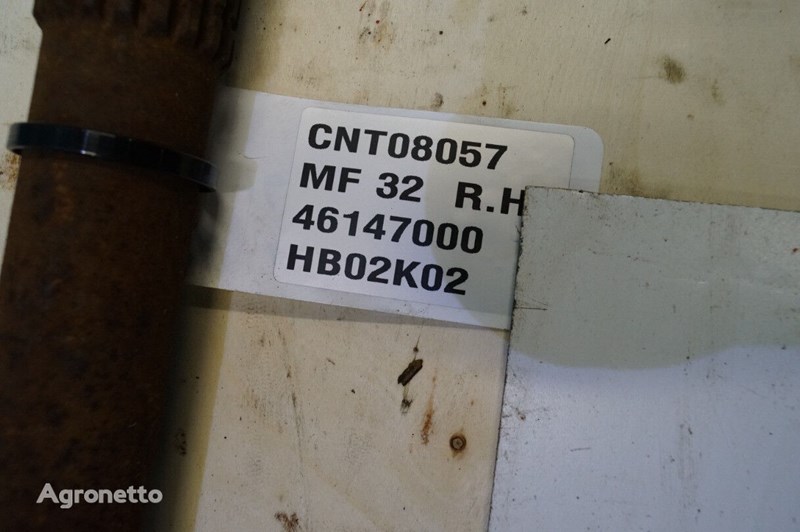 CNT08057
MF 32 R.H
46147000
HB02K02
Agronetto